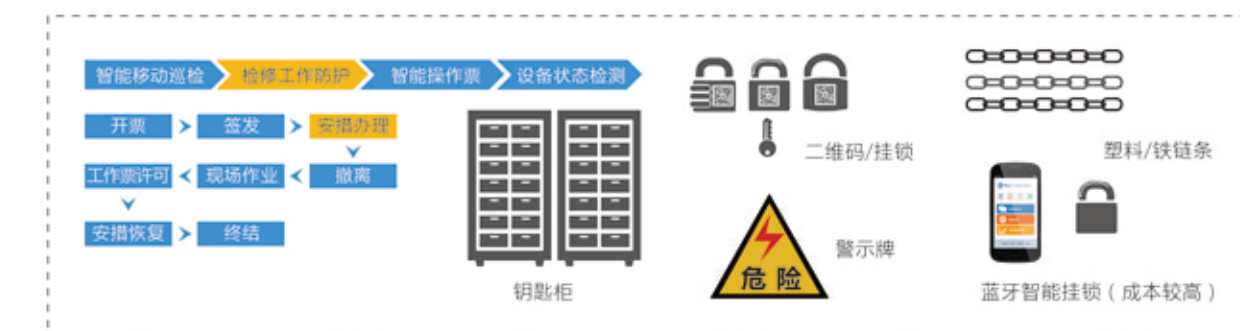 智能移动巡检 检修工作防护 智能操作票 设备状态检测
开票 签发 安措办理
工作票许可 现场作业 撤离
安措恢复 终结
钥匙柜
二维码/挂锁
塑料/铁链条
危险
警示牌
蓝牙智能挂锁（成本较高）